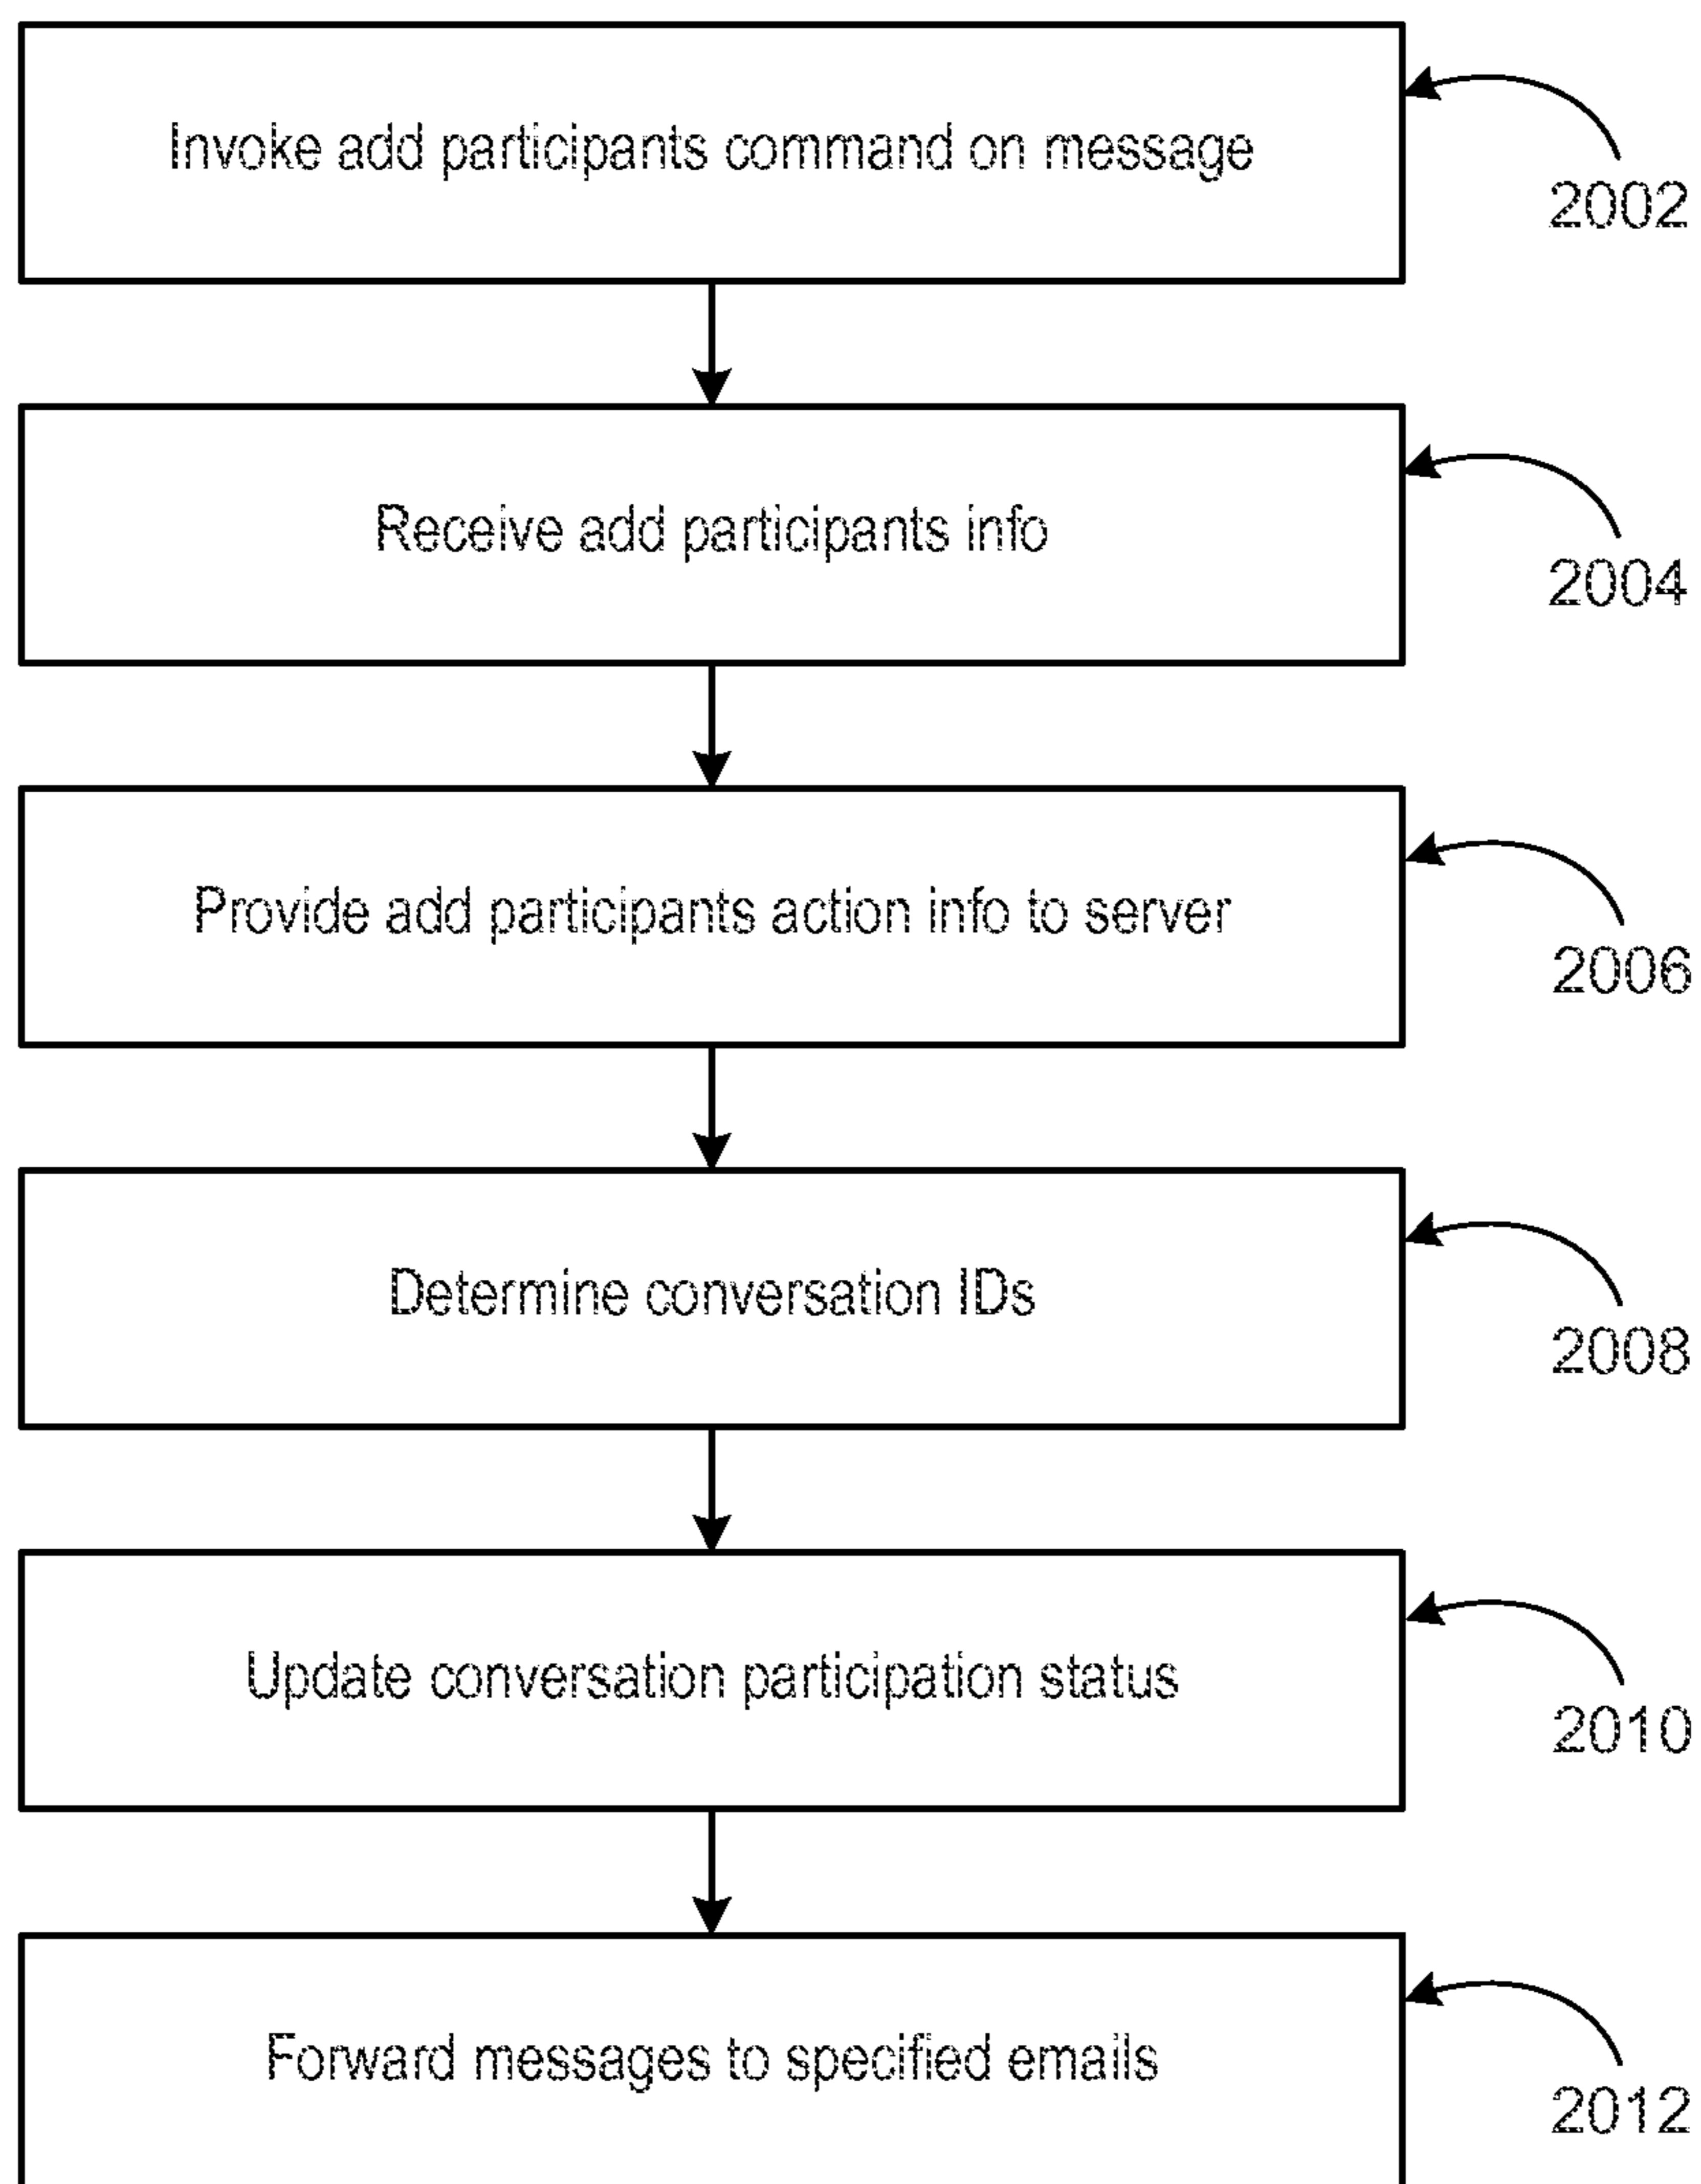 Invoke add participants command on message
2002
Receive add participants info
2004
Provide add participants action info to server
2006
Determine conversation IDs
2008
Update conversation participation status
2010
Forward messages to specified emails
2012